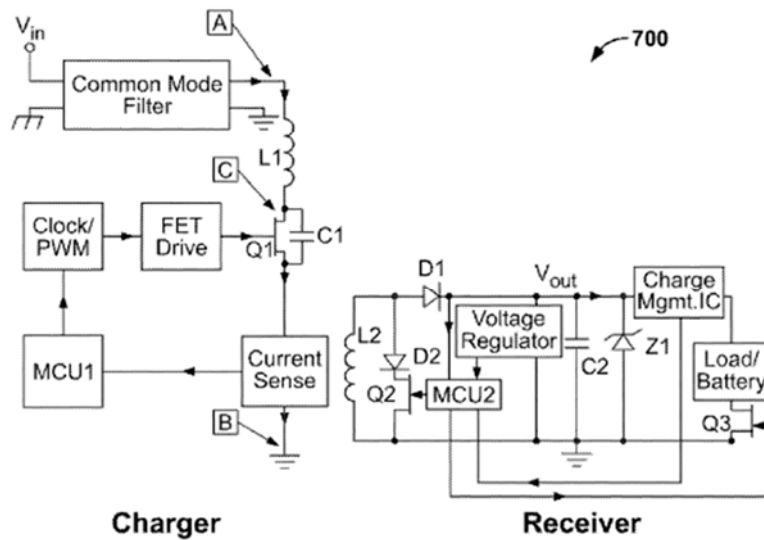 A
V_in
700
Common Mode
Filter
L1
C
Clock/
PWM
FET
Drive
Q1
C1
D1
V_out
Charge
Mgmt.IC
Voltage
Regulator
L2
D2
C2
Z1
MCU1
Current
Sense
Load/
Battery
Q2
MCU2
Q3
B
Charger
Receiver